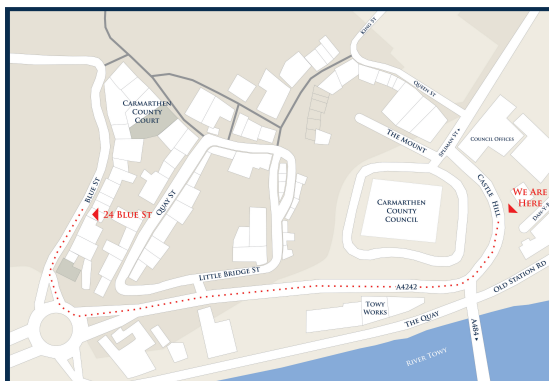 King St
Queen St
Carmarthen
County
Court
Spilman St
The Mount
Council Offices
Castle Hill
Blue St
Quay St
24 Blue St
We Are
Here
Carmarthen
County
Council
Little Bridge St
A4242
Old Station Rd
Towy
Works
The Quay
A484
River Towy